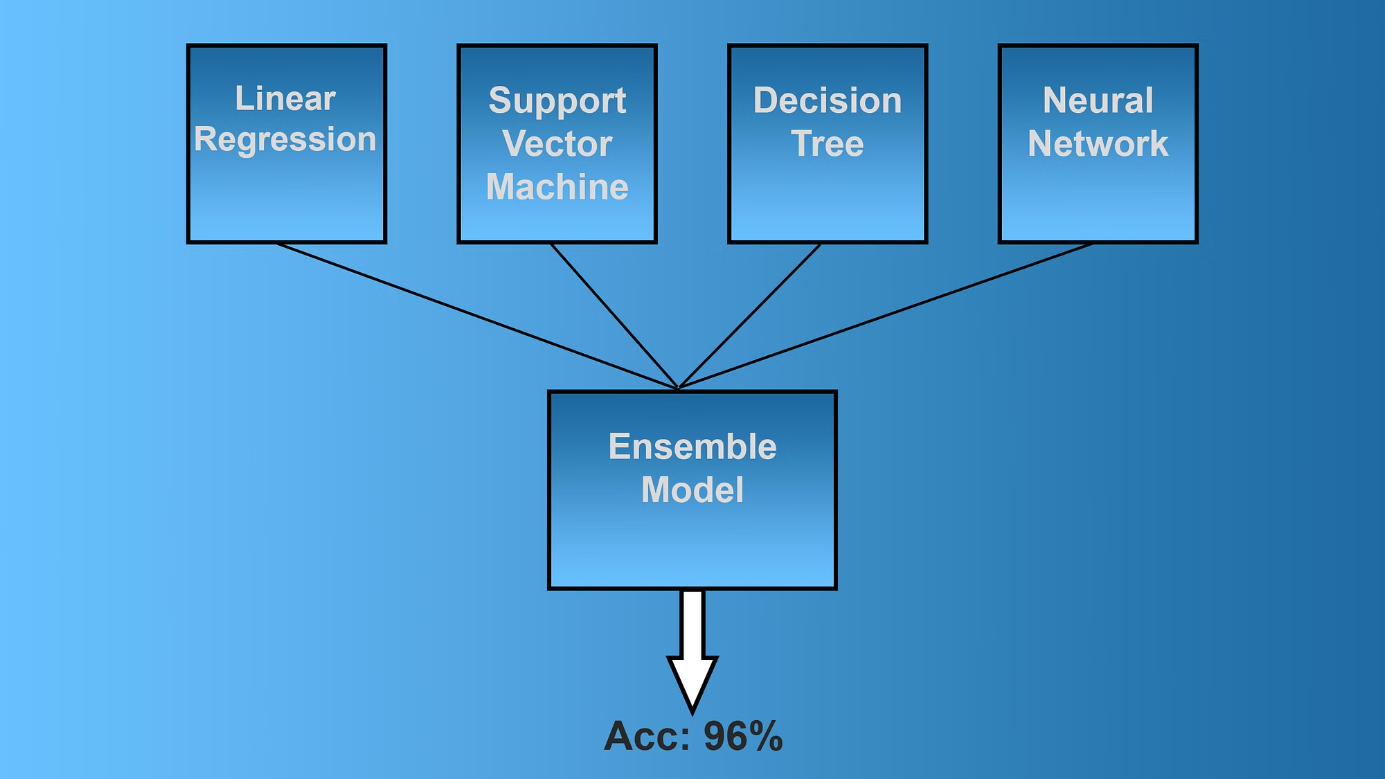 Linear
Regression
Support
Vector
Machine
Decision
Tree
Neural
Network
Ensemble
Model
Acc: 96%